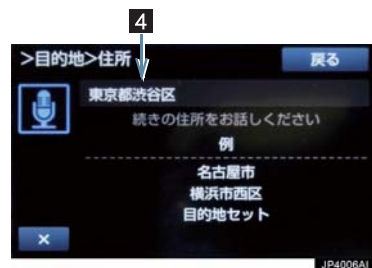 4
>目的地>住所
戻る
東京都渋谷区
続きの住所をお話しください
例
名古屋市
横浜市西区
目的地セット
×
JP4006AI